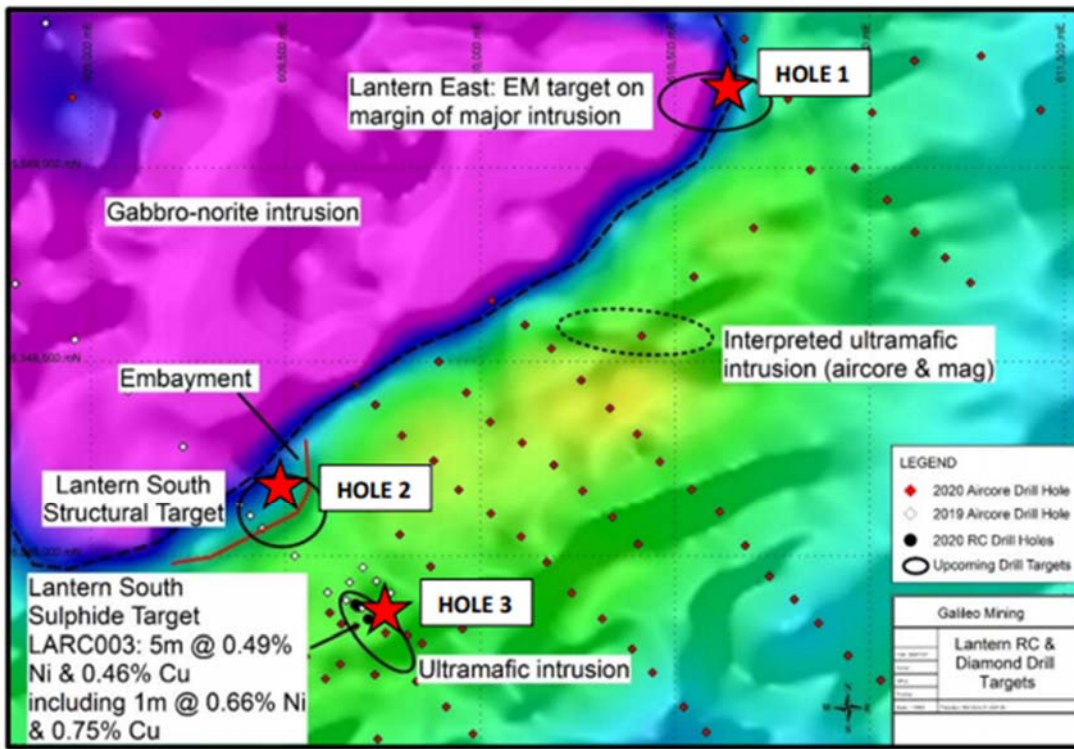 HOLE 1
Lantern East: EM target on
margin of major intrusion
Gabbro-norite intrusion
Interpreted ultramafic
intrusion (aircore & mag)
Embayment
Lantern South
Structural Target
HOLE 2
Lantern South
Sulphide Target
LARC003: 5m @ 0.49%
Ni & 0.46% Cu
including 1m @ 0.66% Ni
& 0.75% Cu
HOLE 3
Ultramafic intrusion
LEGEND
2020 Aircore Drill Hole
2019 Aircore Drill Hole
2020 RC Drill Holes
Upcoming Drill Targets
Galileo Mining
Lantern RC &
Diamond Drill
Targets